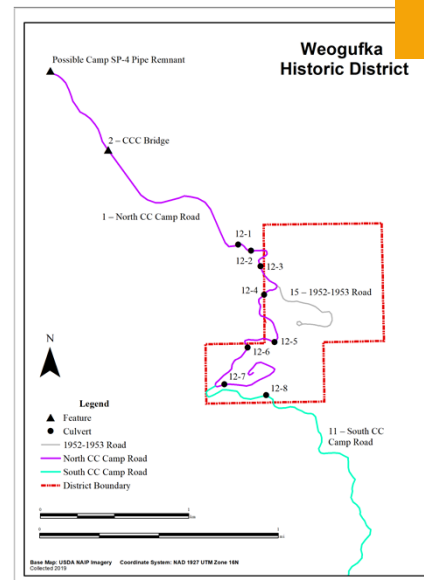 Weogufka
Historic District
Possible Camp SP-4 Pipe Remnant
2 – CCC Bridge
1 – North CC Camp Road
12-1
12-2
12-3
12-4
15 – 1952-1953 Road
12-5
12-6
12-7
12-8
11 – South CC
Camp Road
N
Legend
Feature
Culvert
1952-1953 Road
North CC Camp Road
South CC Camp Road
District Boundary
Base Map: USDA NAIP Imagery Coordinate System: NAD 1927 UTM Zone 16N
Collected 2019